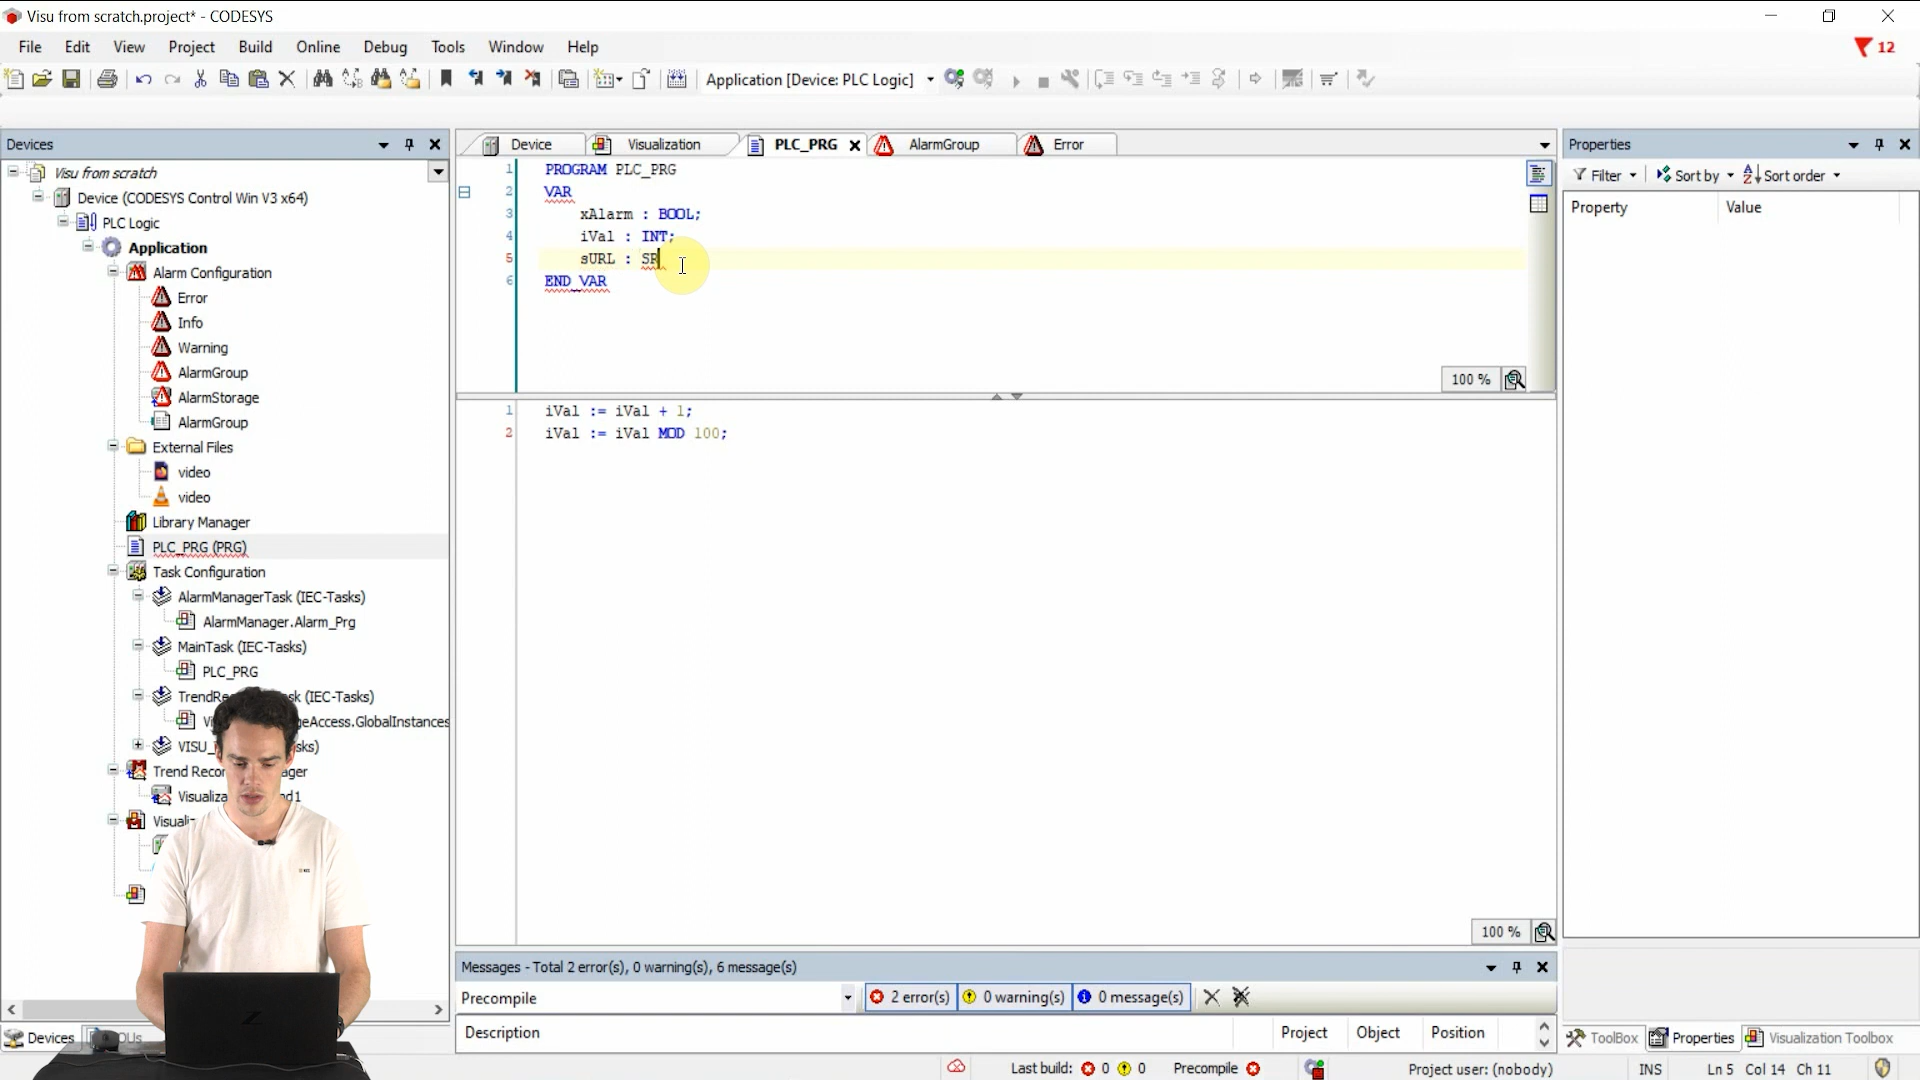 Visu from scratch.project* - CODESYS
File Edit View Project Build Online Debug Tools Window Help
12
Application [Device: PLC Logic]
Devices
Visu from scratch
Device (CODESYS Control Win V3 x64)
PLC Logic
Application
Alarm Configuration
Error
Info
Warning
AlarmGroup
AlarmStorage
AlarmGroup
External Files
video
video
Library Manager
PLC_PRG (PRG)
Task Configuration
AlarmManagerTask (IEC-Tasks)
AlarmManager.Alarm_Prg
MainTask (IEC-Tasks)
PLC_PRG
(IEC-Tasks)
eAccess.GlobalInstances
VISU_
Devices
Device Visualization PLC_PRG AlarmGroup Error
1 PROGRAM PLC_PRG
2 VAR
3 xAlarm : BOOL;
4 iVal : INT;
5 sURL : SR
6 END_VAR
100 %
1 iVal := iVal + 1;
2 iVal := iVal MOD 100;
100 %
Messages - Total 2 error(s), 0 warning(s), 6 message(s)
Precompile 2 error(s) 0 warning(s) 0 message(s)
Description Project Object Position
Properties
Filter Sort by Sort order
Property Value
ToolBox Properties Visualization Toolbox
Last build: 0 0 Precompile Project user: (nobody) INS Ln 5 Col 14 Ch 11